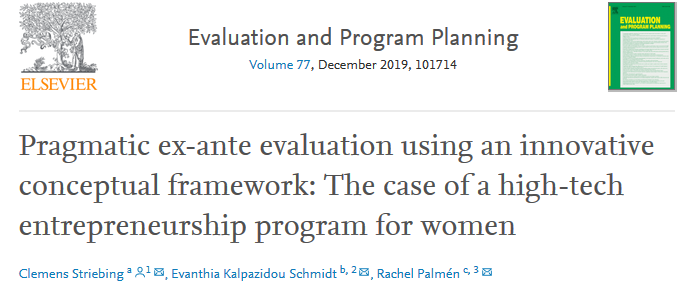 Evaluation and Program Planning
Volume 77, December 2019, 101714
ELSEVIER
EVALUATION
and PROGRAM PLANNING
Pragmatic ex-ante evaluation using an innovative
conceptual framework: The case of a high-tech
entrepreneurship program for women
Clemens Striebing a 1, Evanthia Kalpazidou Schmidt b, 2, Rachel Palmén c, 3